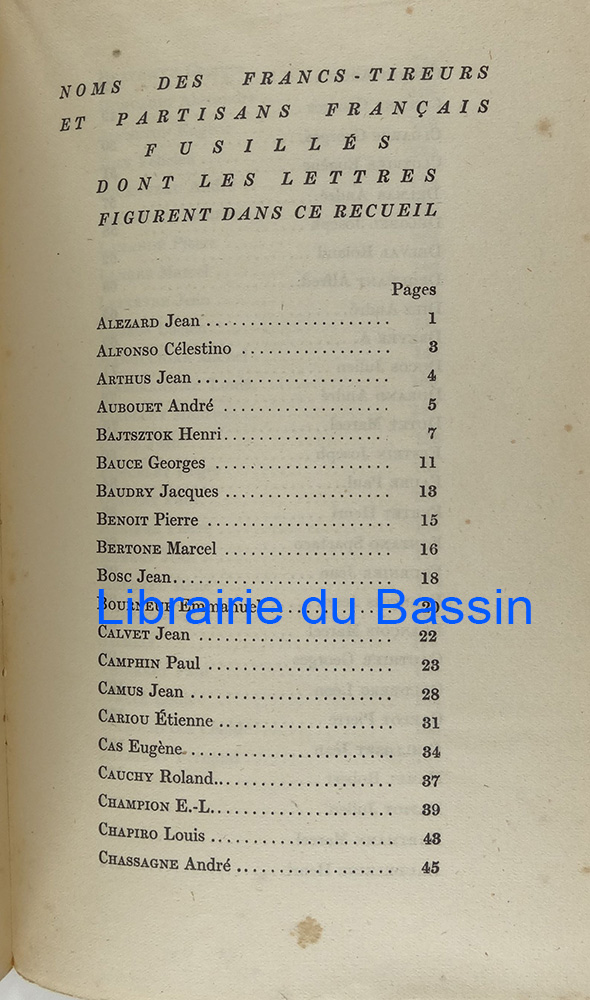 NOMS DES FRANCS-TIREURS
ET PARTISANS FRANÇAIS
FUSILLÉS
DONT LES LETTRES
FIGURENT DANS CE RECUEIL
Pages
ALEZARD Jean .................... 1
ALFONSO Célestino .................... 3
ARTHUS Jean .................... 4
AUBOUET André .................... 5
BAJTSZTOK Henri.................... 7
BAUCE Georges .................... 11
BAUDRY Jacques .................... 13
BENOIT Pierre .................... 15
BERTONE Marcel .................... 16
BOSC Jean.................... 18
Emmanuel .................... 20
Librairie du Bassin
CALVET Jean .................... 22
CAMPHIN Paul .................... 23
CAMUS Jean .................... 28
CARIOU Étienne .................... 31
CAS Eugène.................... 34
CAUCHY Roland.................... 37
CHAMPION E.-L.................... 39
CHAPIRO Louis .................... 43
CHASSAGNE André .................... 45